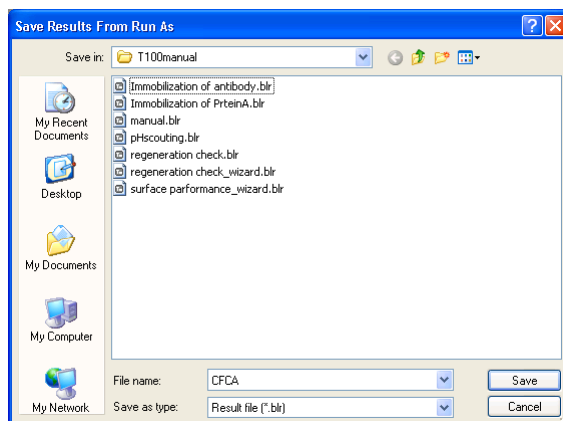 Save Results From Run As
Save in: T100manual
My Recent Documents
Desktop
My Documents
My Computer
My Network
Immobilization of antibody.blr
Immobilization of PrteinA.blr
manual.blr
pHscouting.blr
regeneration check.blr
regeneration check_wizard.blr
surface parformance_wizard.blr
File name: CFCA Save
Save as type: Result file (*.blr) Cancel